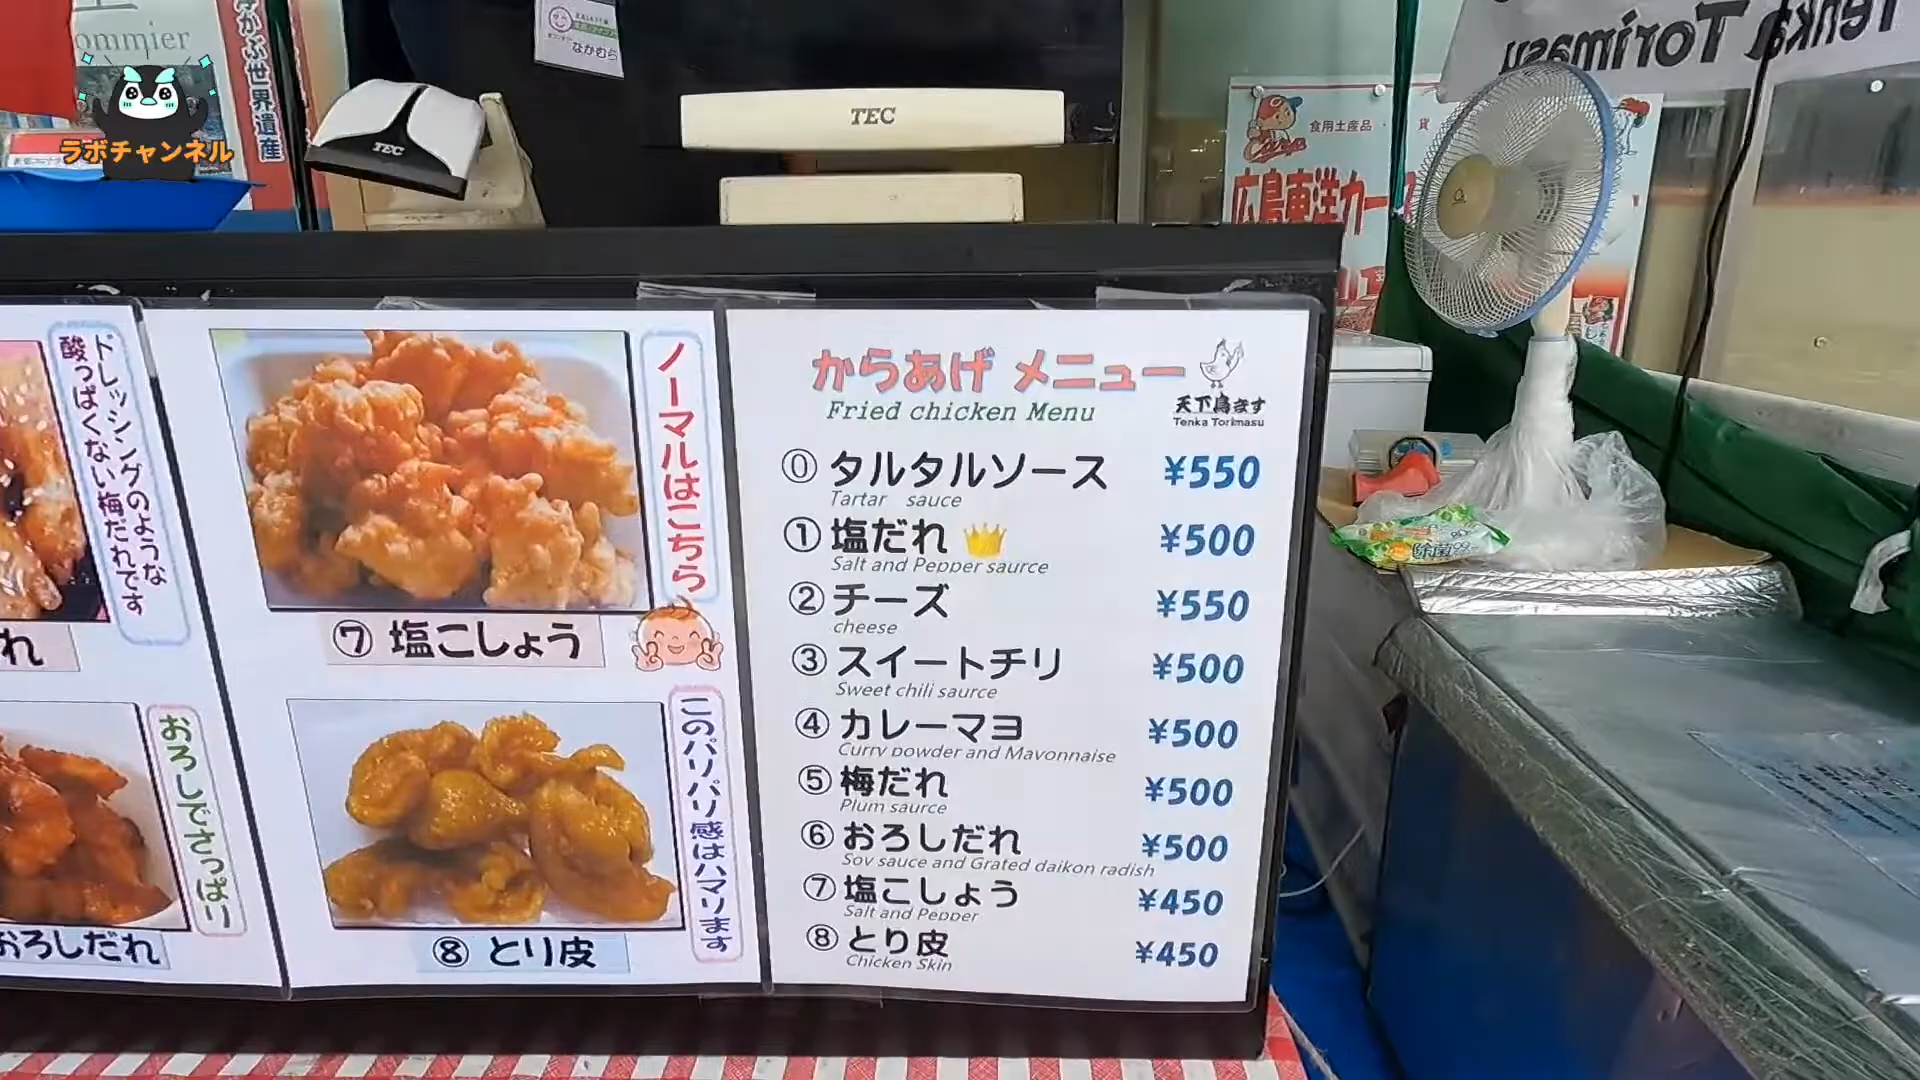 ommier
ラボチャンネル
世界遺産
なかむら
TEC
TEC
Tenka Torimasu
食用土産品
Carp
広島東洋カー
ドレッシングのような
酸っぱくない梅だれです
れ
おろしでさっぱり
おろしだれ
ノーマルはこちら
⑦ 塩こしょう
このパリパリ感はハマります
⑧ とり皮
からあげ メニュー
Fried chicken Menu
天下鳥ます
Tenka Torimasu
⓪ タルタルソース ¥550
Tartar sauce
① 塩だれ ¥500
Salt and Pepper saurce
② チーズ ¥550
cheese
③ スイートチリ ¥500
Sweet chili saurce
④ カレーマヨ ¥500
Curry powder and Mayonnaise
⑤ 梅だれ ¥500
Plum saurce
⑥ おろしだれ ¥500
Soy sauce and Grated daikon radish
⑦ 塩こしょう ¥450
Salt and Pepper
⑧ とり皮 ¥450
Chicken Skin